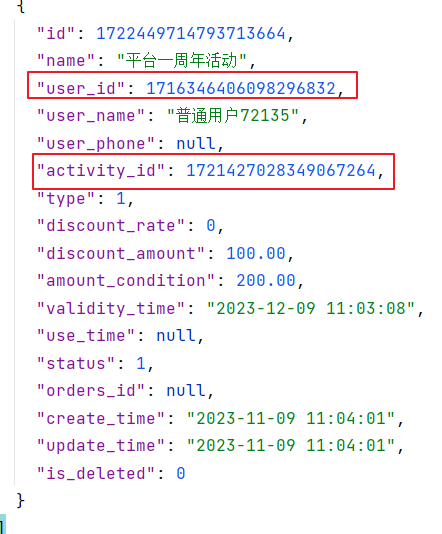 {
"id": 1722449714793713664,
"name": "平台一周年活动",
"user_id": 1716346406098296832,
"user_name": "普通用户72135",
"user_phone": null,
"activity_id": 1721427028349067264,
"type": 1,
"discount_rate": 0,
"discount_amount": 100.00,
"amount_condition": 200.00,
"validity_time": "2023-12-09 11:03:08",
"use_time": null,
"status": 1,
"orders_id": null,
"create_time": "2023-11-09 11:04:01",
"update_time": "2023-11-09 11:04:01",
"is_deleted": 0
}
]